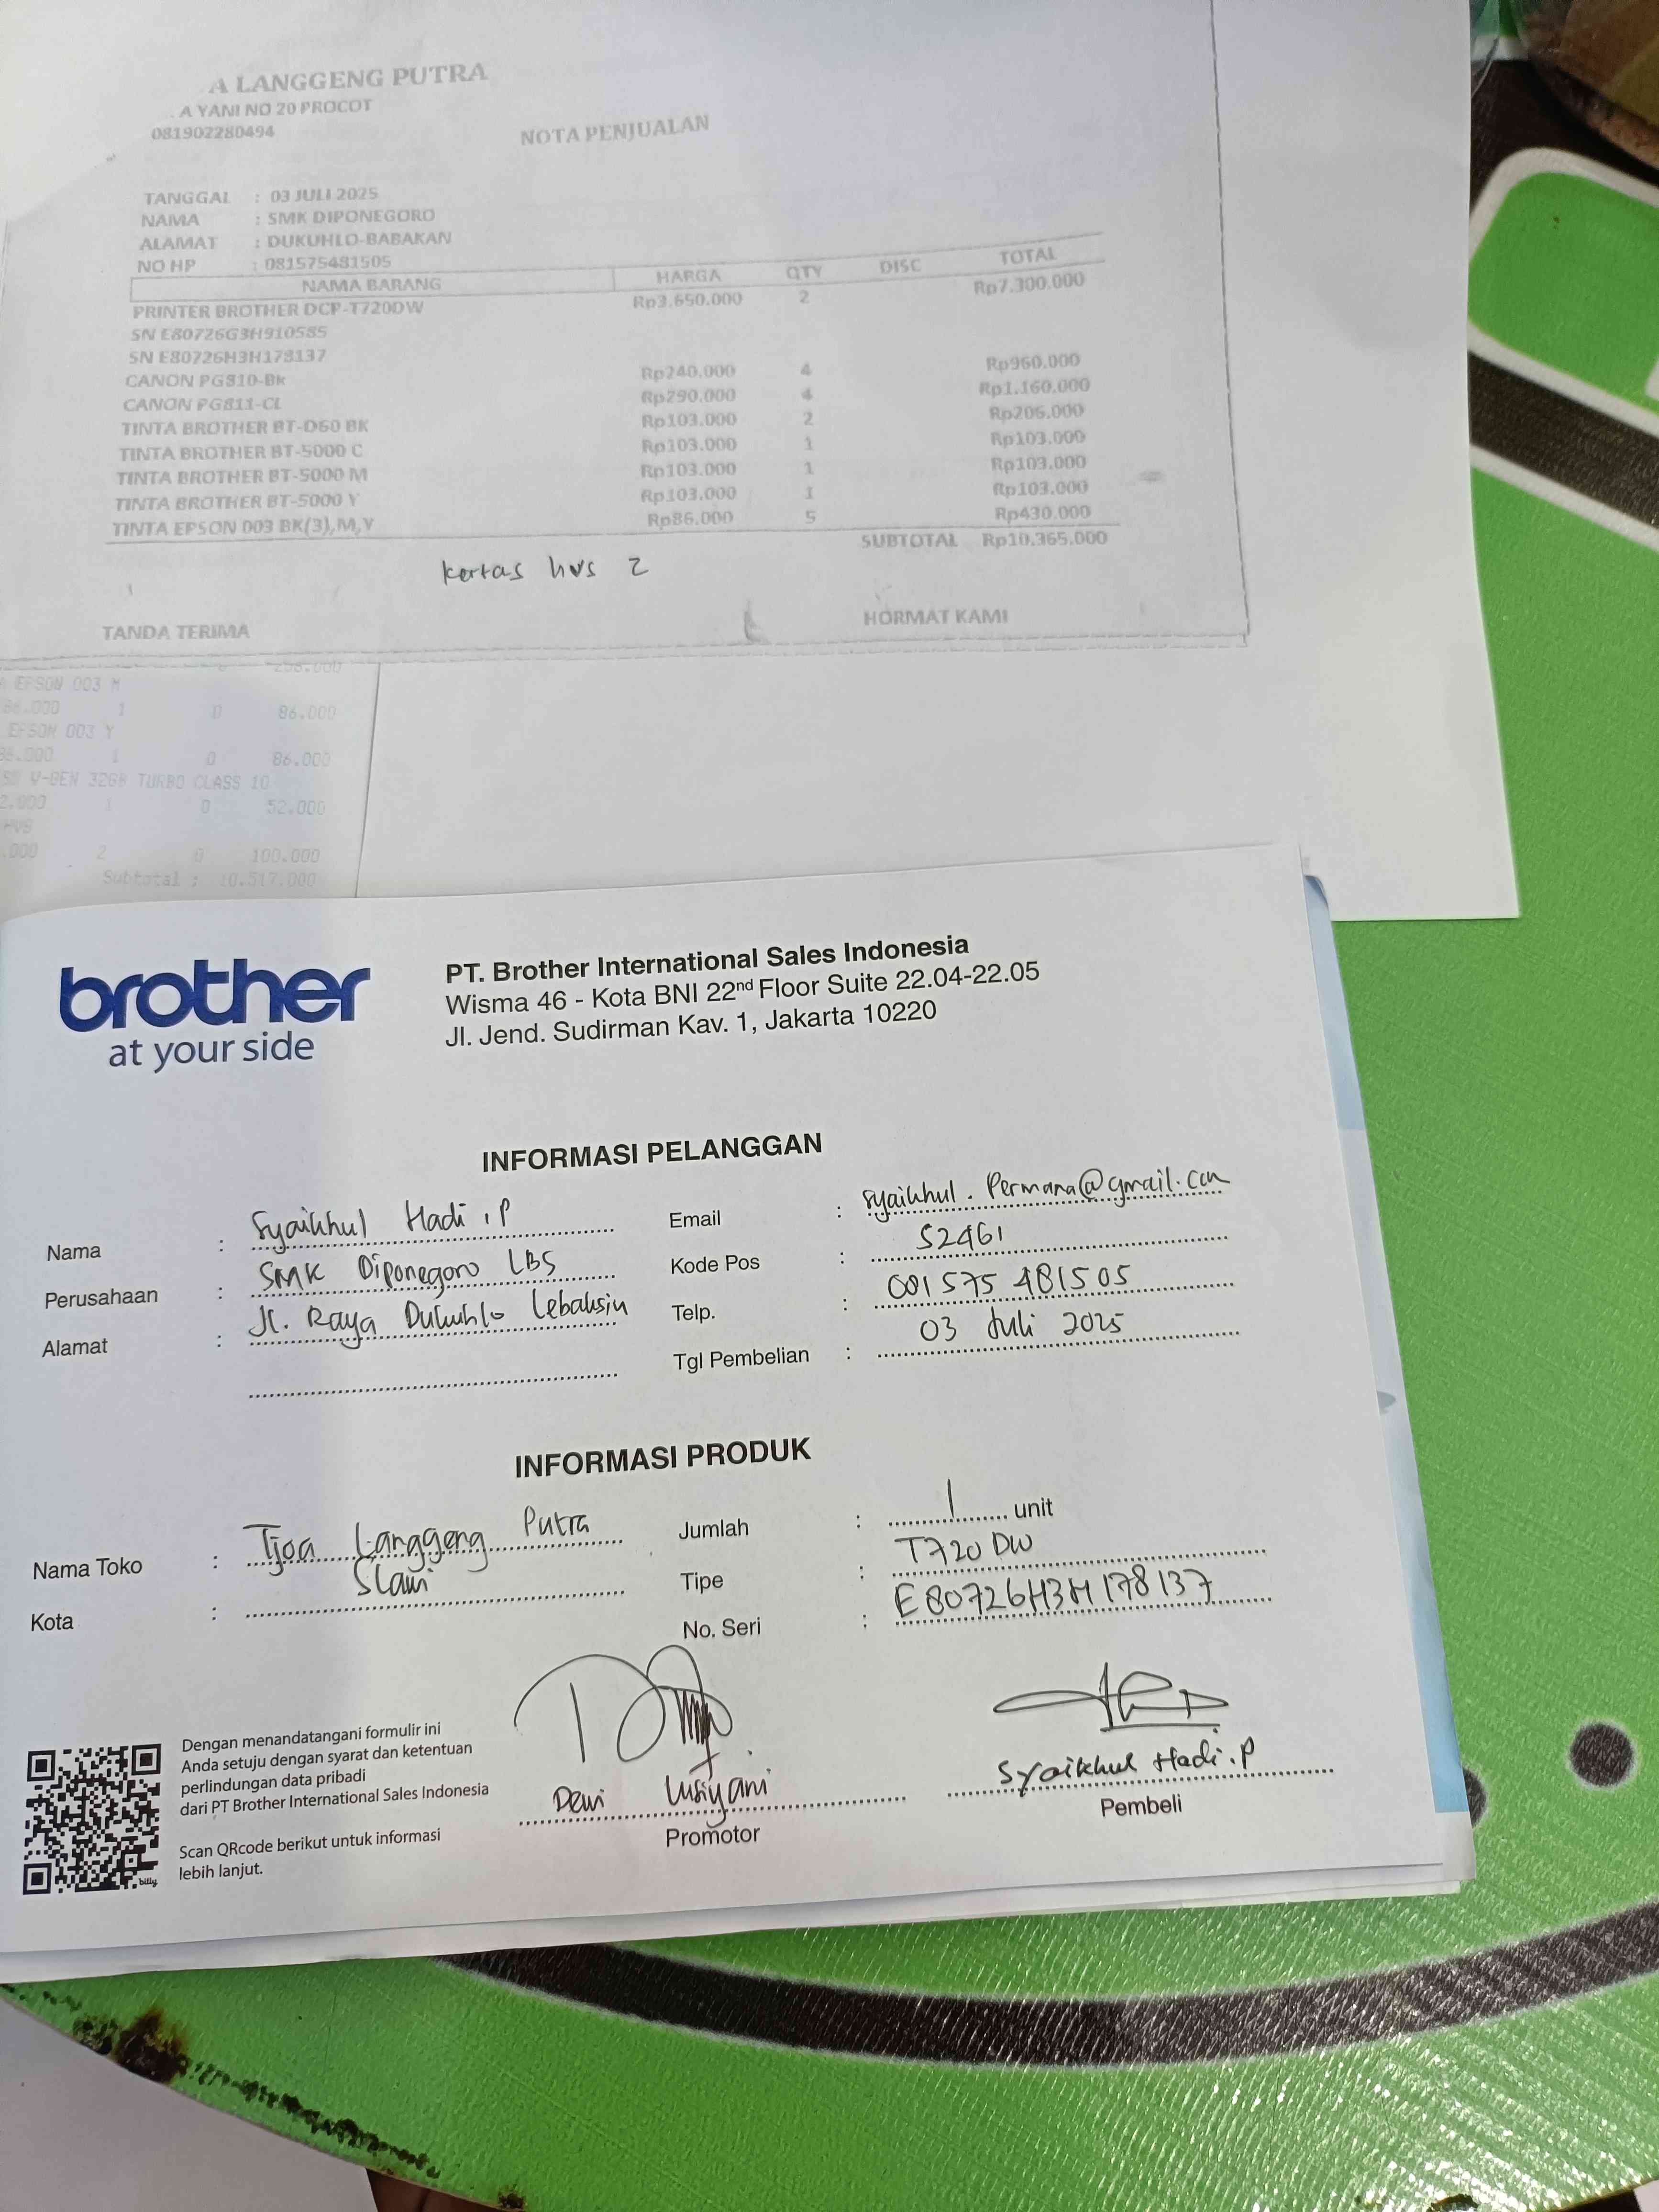 A LANGGENG PUTRA
A YANI NO 20 PROCOT
081902280494
NOTA PENJUALAN
TANGGAL : 03 JULI 2025
NAMA : SMK DIPONEGORO
ALAMAT : DUKUHLO-BABAKAN
NO HP : 081575481505
NAMA BARANG HARGA QTY DISC TOTAL
PRINTER BROTHER DCP-T720DW Rp3.650.000 2 Rp7.300.000
SN E80726G3H910585
SN E80726H3H178137
CANON PG810-BK Rp240.000 4 Rp960.000
CANON PG811-CL Rp290.000 4 Rp1.160.000
TINTA BROTHER BT-D60 BK Rp103.000 2 Rp206.000
TINTA BROTHER BT-5000 C Rp103.000 1 Rp103.000
TINTA BROTHER BT-5000 M Rp103.000 1 Rp103.000
TINTA BROTHER BT-5000 Y Rp103.000 1 Rp103.000
TINTA EPSON 003 BK(3),M,Y Rp86.000 5 Rp430.000
SUBTOTAL Rp10.365.000
kertas hvs 2
TANDA TERIMA HORMAT KAMI
EPSON 003 M
86.000 1 0 86.000
EPSON 003 Y
86.000 1 0 86.000
V-GEN 32GB TURBO CLASS 10
2.000 1 0 52.000
HVS
.000 2 0 100.000
Subtotal : 10.517.000
brother
at your side
PT. Brother International Sales Indonesia
Wisma 46 - Kota BNI 22nd Floor Suite 22.04-22.05
Jl. Jend. Sudirman Kav. 1, Jakarta 10220
INFORMASI PELANGGAN
Nama : Syaikhul Hadi .P
Perusahaan : SMK Diponegoro LBS
Alamat : Jl. Raya Dukuhlo Lebaksiu
Email : syaikhul.Permana@gmail.com
Kode Pos : 52461
Telp. : 081575481505
Tgl Pembelian : 03 Juli 2025
INFORMASI PRODUK
Nama Toko : Tjoa Langgeng Putra
Kota : Slawi
Jumlah : 1 unit
Tipe : T720 DW
No. Seri : E80726H3H178137
Dengan menandatangani formulir ini
Anda setuju dengan syarat dan ketentuan
perlindungan data pribadi
dari PT Brother International Sales Indonesia
Scan QRcode berikut untuk informasi
lebih lanjut.
billy
Dewi Lusiyani
Promotor
Syaikhul Hadi.P
Pembeli